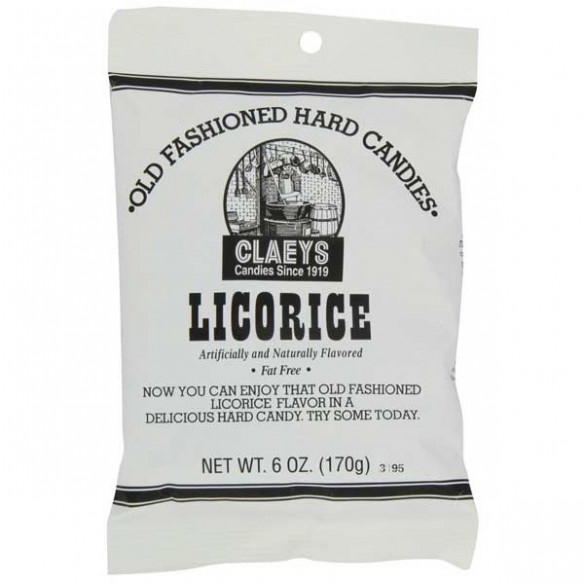 •OLD FASHIONED HARD CANDIES•
CLAEYS
Candies Since 1919
LICORICE
Artificially and Naturally Flavored
• Fat Free •
NOW YOU CAN ENJOY THAT OLD FASHIONED
LICORICE FLAVOR IN A
DELICIOUS HARD CANDY. TRY SOME TODAY.
NET WT. 6 OZ. (170g) 3|95